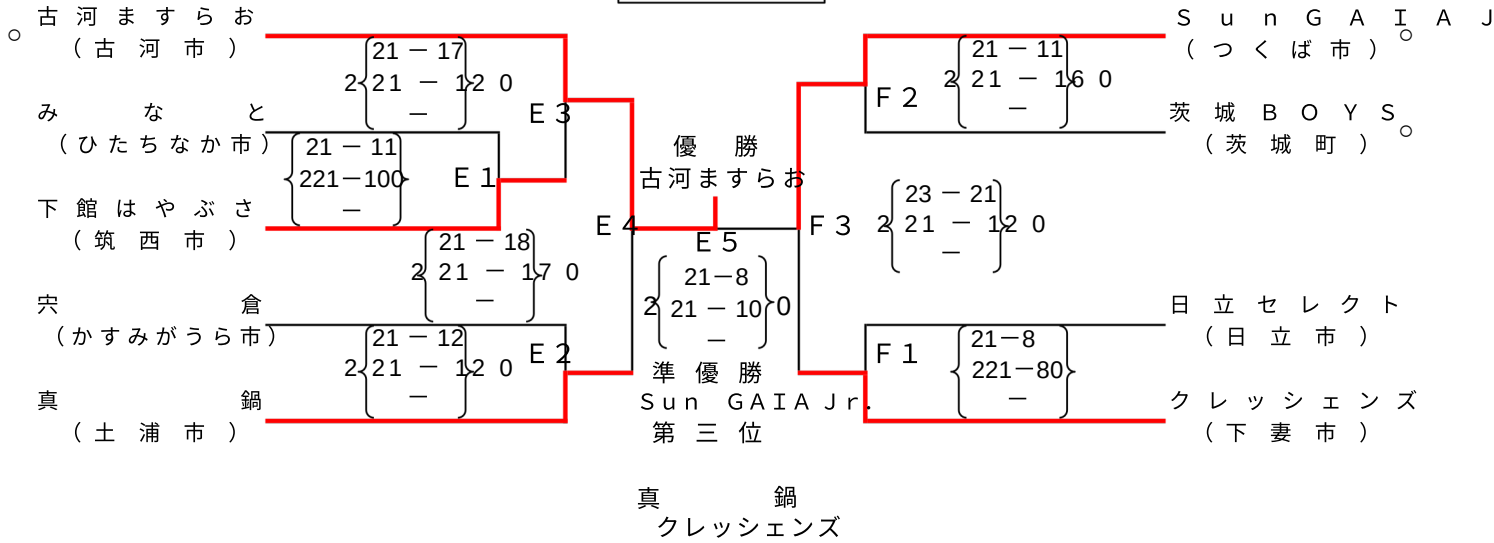 古河ますらお
（古河市）
○
みなと
（ひたちなか市）
下館はやぶさ
（筑西市）
宍倉
（かすみがうら市）
真鍋
（土浦市）
21 － 17
2 21 － 12 0
－
E3
21 － 11
2 21－10 0
－
E1
21 － 18
2 21 － 17 0
－
E4
21 － 12
2 21 － 12 0
－
E2
優勝
古河ますらお
E5
21－8
2 21 － 10 0
－
準優勝
Sun GAIAJr.
第三位
真鍋
クレッシェンズ
SunGAIAJ
（つくば市）
○
茨城BOYS
○
（茨城町）
21 － 11
2 21 － 16 0
－
F2
F3
23 － 21
2 21 － 12 0
－
日立セレクト
（日立市）
F1
21－8
2 21－8 0
－
クレッシェンズ
（下妻市）